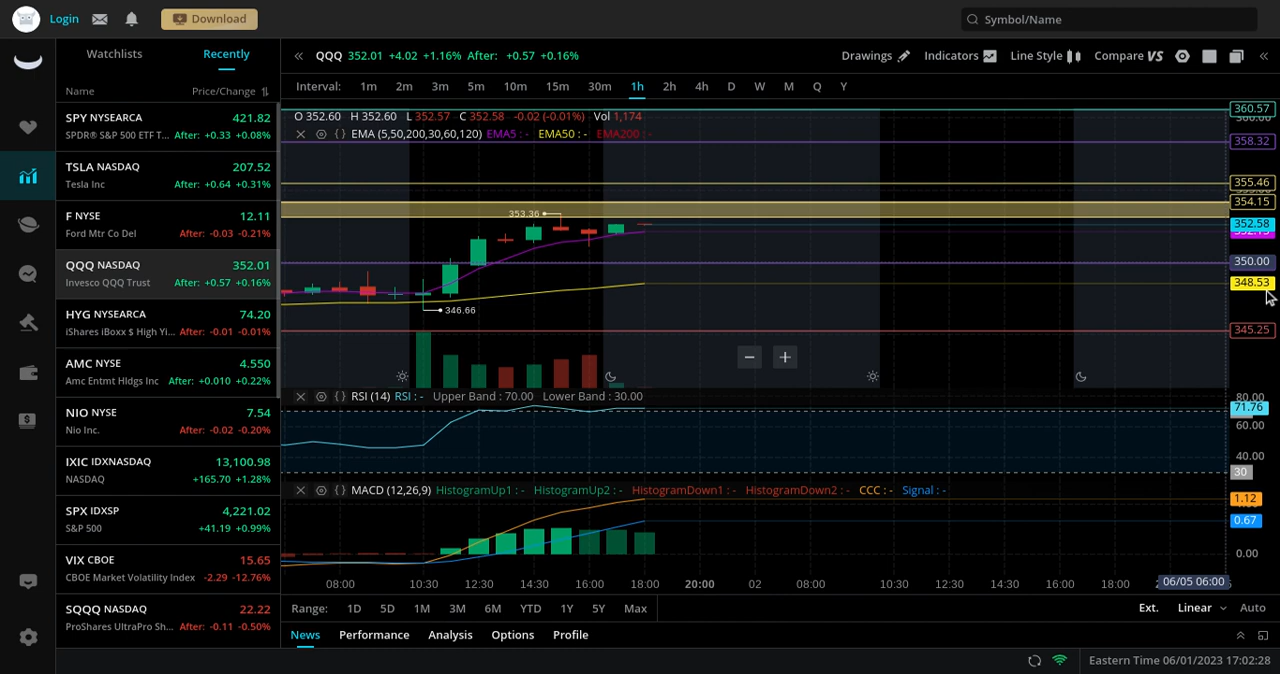 Login
Download
Symbol/Name
Watchlists Recently
Name Price/Change
SPY NYSEARCA 421.82
SPDR® S&P 500 ETF T... After: +0.33 +0.08%
TSLA NASDAQ 207.52
Tesla Inc After: +0.64 +0.31%
F NYSE 12.11
Ford Mtr Co Del After: -0.03 -0.21%
QQQ NASDAQ 352.01
Invesco QQQ Trust After: +0.57 +0.16%
HYG NYSEARCA 74.20
iShares iBoxx $ High Yi... After: -0.01 -0.01%
AMC NYSE 4.550
Amc Entmt Hldgs Inc After: +0.010 +0.22%
NIO NYSE 7.54
Nio Inc. After: -0.02 -0.20%
IXIC IDXNASDAQ 13,100.98
NASDAQ +165.70 +1.28%
SPX IDXSP 4,221.02
S&P 500 +41.19 +0.99%
VIX CBOE 15.65
CBOE Market Volatility Index -2.29 -12.76%
SQQQ NASDAQ 22.22
ProShares UltraPro Sh... After: -0.11 -0.50%
QQQ 352.01 +4.02 +1.16% After: +0.57 +0.16%
Drawings Indicators Line Style Compare VS
Interval: 1m 2m 3m 5m 10m 15m 30m 1h 2h 4h D W M Q Y
O 352.60 H 352.60 L 352.57 C 352.58 -0.02 (-0.01%) Vol 1,174
EMA (5,50,200,30,60,120) EMA5 : - EMA50 : - EMA200 : -
360.57
358.32
355.46
354.15
353.36
352.58
350.00
348.53
346.66
345.25
RSI (14) RSI : - Upper Band : 70.00 Lower Band : 30.00
80.00
71.76
60.00
40.00
30
MACD (12,26,9) HistogramUp1 : - HistogramUp2 : - HistogramDown1 : - HistogramDown2 : - CCC : - Signal : -
1.12
0.67
0.00
08:00 10:30 12:30 14:30 16:00 18:00 20:00 02 08:00 10:30 12:30 14:30 16:00 18:00 06/05 06:00
Range: 1D 5D 1M 3M 6M YTD 1Y 5Y Max
Ext. Linear Auto
News Performance Analysis Options Profile
Eastern Time 06/01/2023 17:02:28